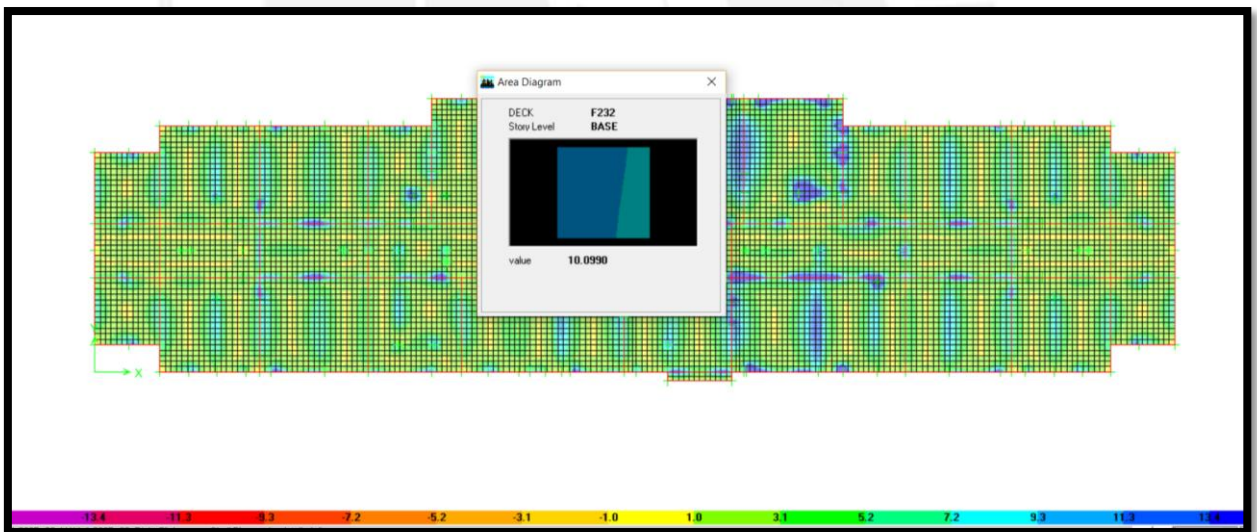 Area Diagram
DECK F232
Story Level BASE
value 10.0990
X
-13.4 -11.3 -9.3 -7.2 -5.2 -3.1 -1.0 1.0 3.1 5.2 7.2 9.3 11.3 13.4